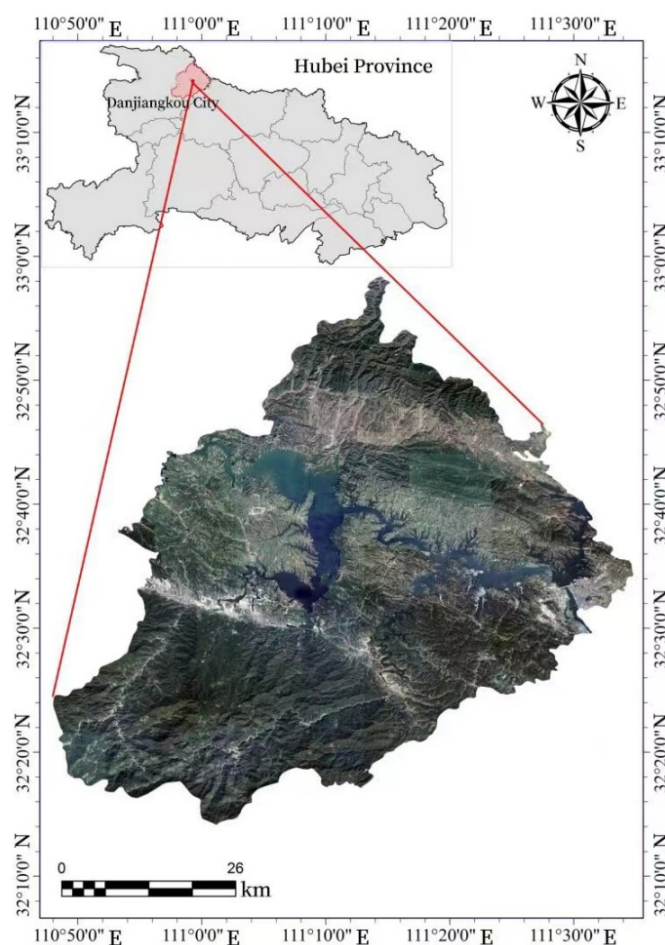 110°50'0" E
111°0'0" E
111°10'0" E
111°20'0" E
111°30'0" E
Hubei Province
Danjiangkou City
N
W
E
S
33°10'0" N
33°0'0" N
32°50'0" N
32°40'0" N
32°30'0" N
32°20'0" N
32°10'0" N
33°10'0" N
33°0'0" N
32°50'0" N
32°40'0" N
32°30'0" N
32°20'0" N
32°10'0" N
0
26
km
110°50'0" E
111°0'0" E
111°10'0" E
111°20'0" E
111°30'0" E